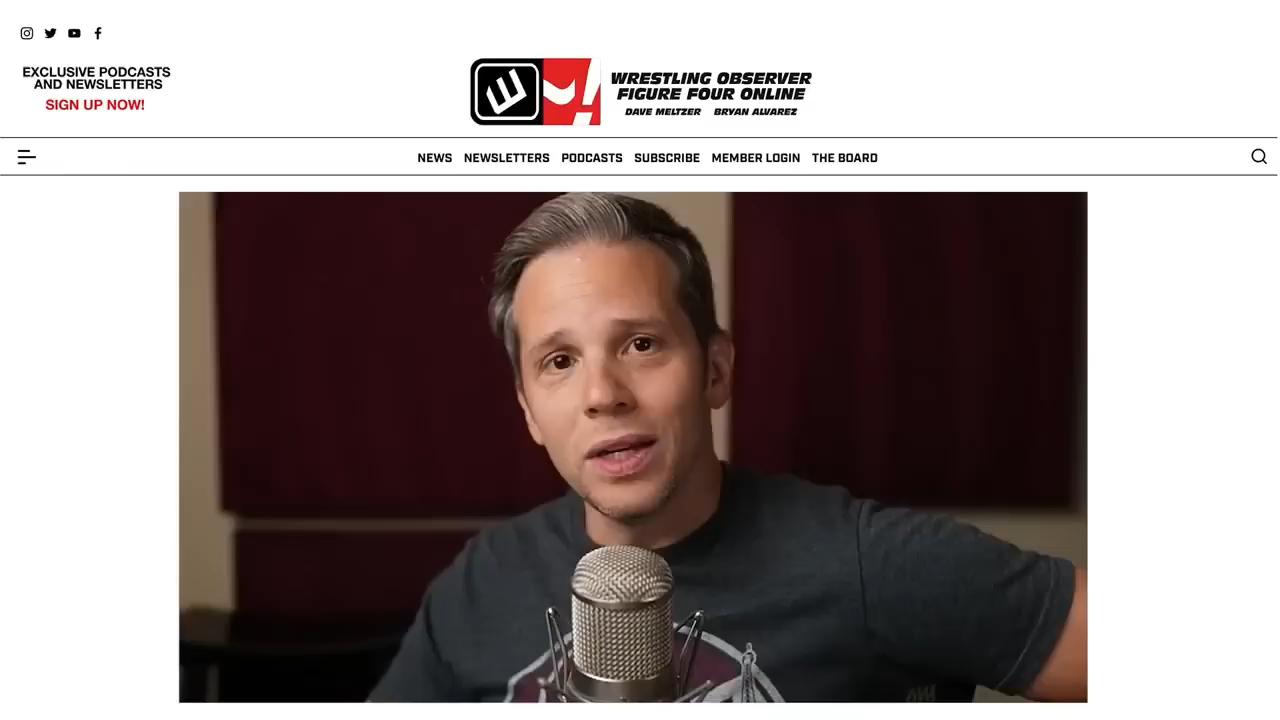 EXCLUSIVE PODCASTS
AND NEWSLETTERS
SIGN UP NOW!
WRESTLING OBSERVER
FIGURE FOUR ONLINE
DAVE MELTZER BRYAN ALVAREZ
NEWS NEWSLETTERS PODCASTS SUBSCRIBE MEMBER LOGIN THE BOARD